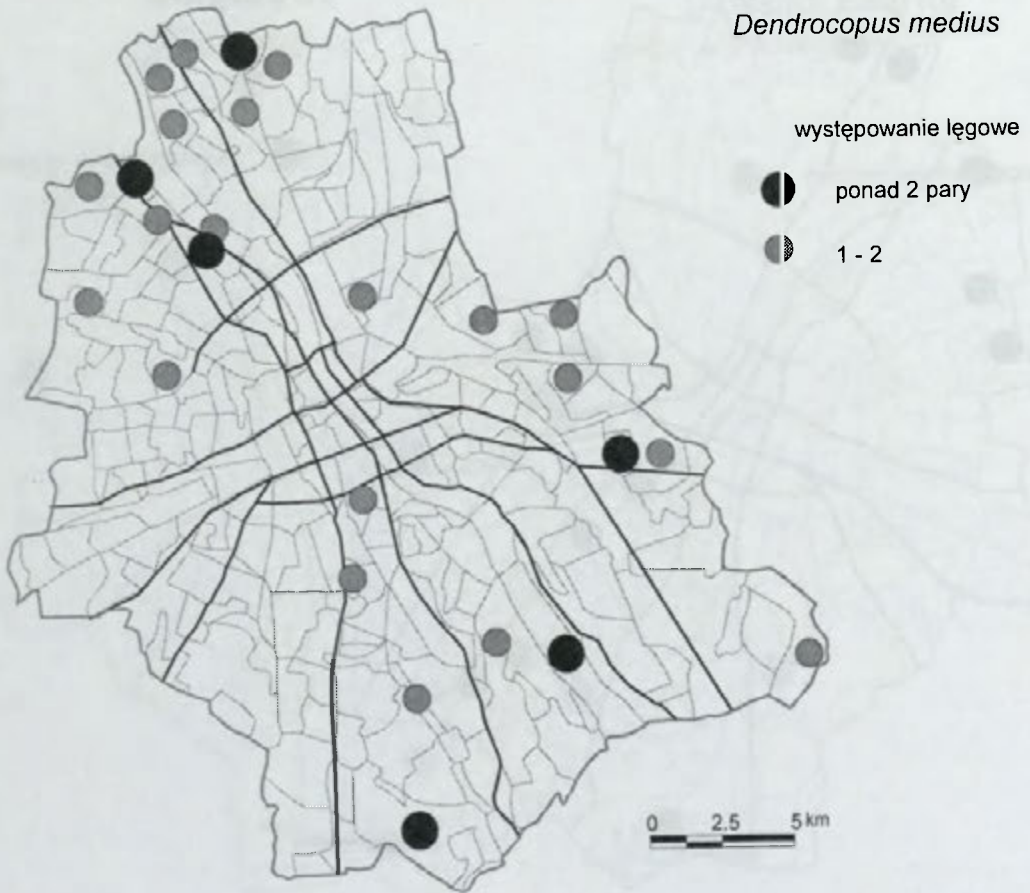 Dendrocopus medius
występowanie lęgowe
ponad 2 pary
1 - 2
0 2.5 5 km